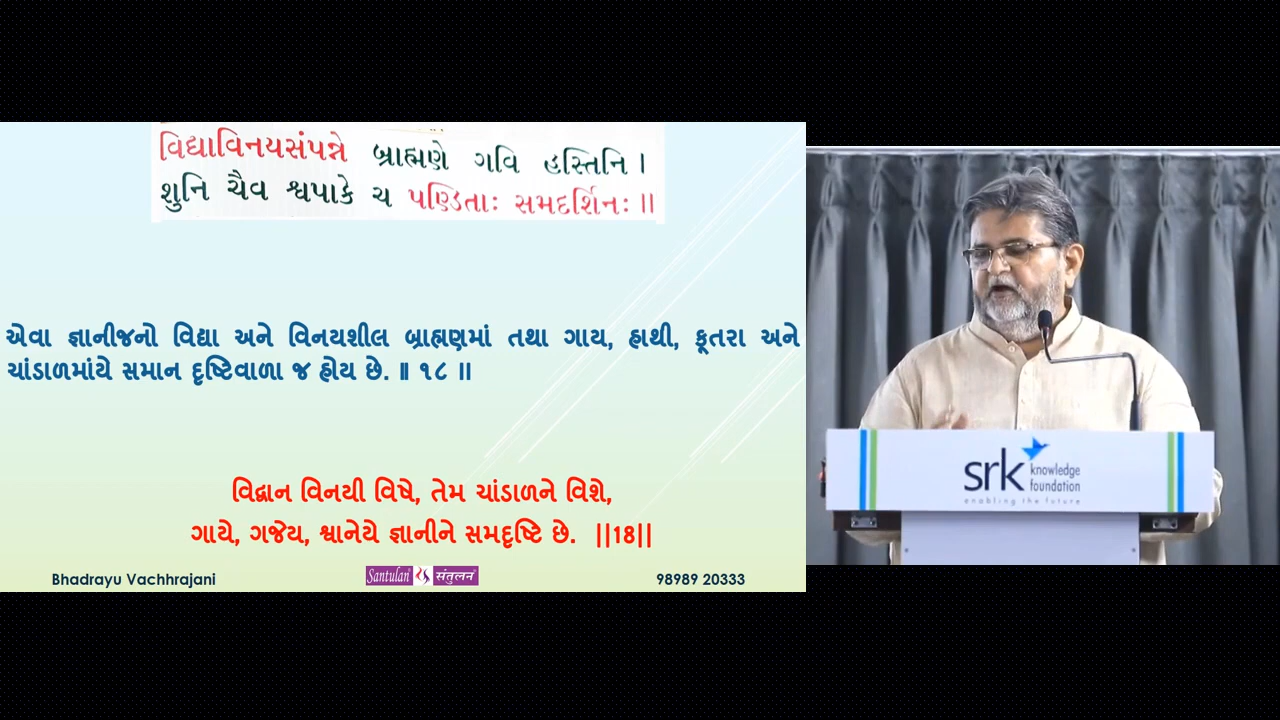 વિદ્યાવિનયસંપન્ને બ્રાહ્મણે ગવિ હસ્તિનિ ।
શુનિ ચૈવ શ્વપાકે ચ પણ્ડિતાઃ સમદર્શિનઃ ॥
એવા જ્ઞાનીજનો વિદ્યા અને વિનયશીલ બ્રાહ્મણમાં તથા ગાય, હાથી, કૂતરા અને
ચાંડાળમાંયે સમાન દૃષ્ટિવાળા જ હોય છે. ॥ ૧૮ ॥
વિદ્વાન વિનયી વિષે, તેમ ચાંડાળને વિશે,
ગાયે, ગજેય, શ્વાનેયે જ્ઞાનીને સમદૃષ્ટિ છે. ||18||
Bhadrayu Vachhrajani
Santulan® સંતુલન®
98989 20333
srk knowledge
foundation
enabling the future